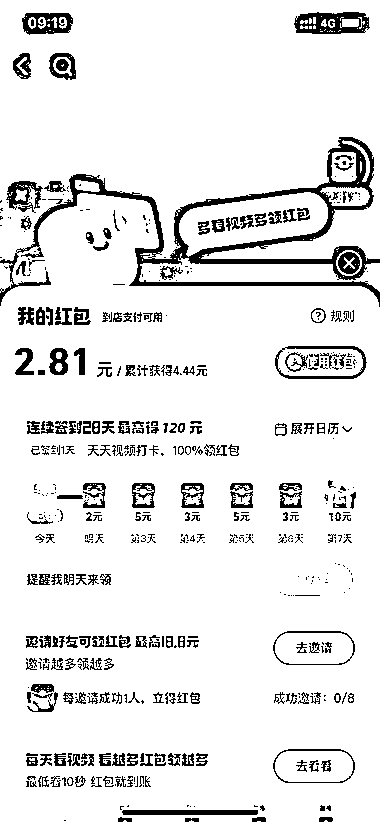 09:19
4G
多看视频多领红包
我的红包 到店支付可用
规则
2.81 元 / 累计获得4.44元
使用红包
连续签到28天 最高得 120 元
展开日历
已签到1天 天天视频打卡，100%领红包
2元 5元 3元 5元 3元 10元
今天 明天 第3天 第4天 第5天 第6天 第7天
提醒我明天来领
邀请好友可领红包 最高18.8元
去邀请
邀请越多领越多
每邀请成功1人，立得红包
成功邀请：0/8
每天看视频 看越多红包领越多
去看看
最低看10秒 红包就到账